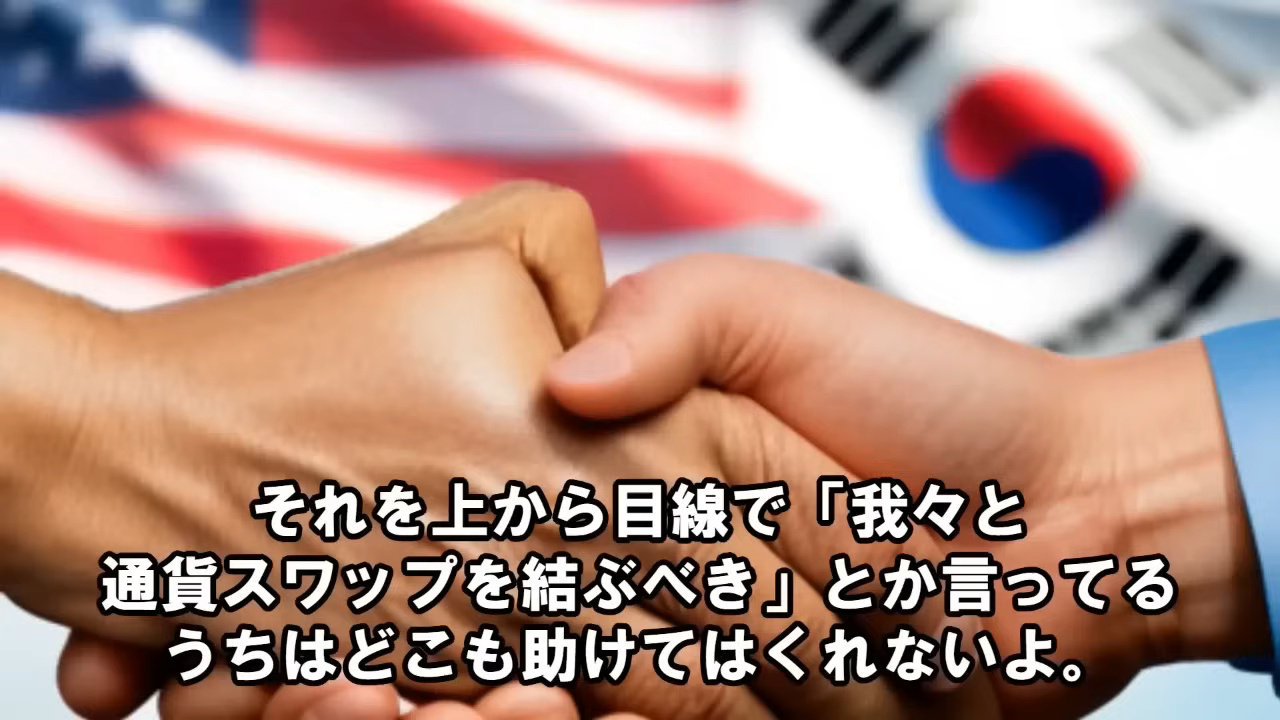 それを上から目線で「我々と
通貨スワップを結ぶべき」とか言ってる
うちはどこも助けてはくれないよ。